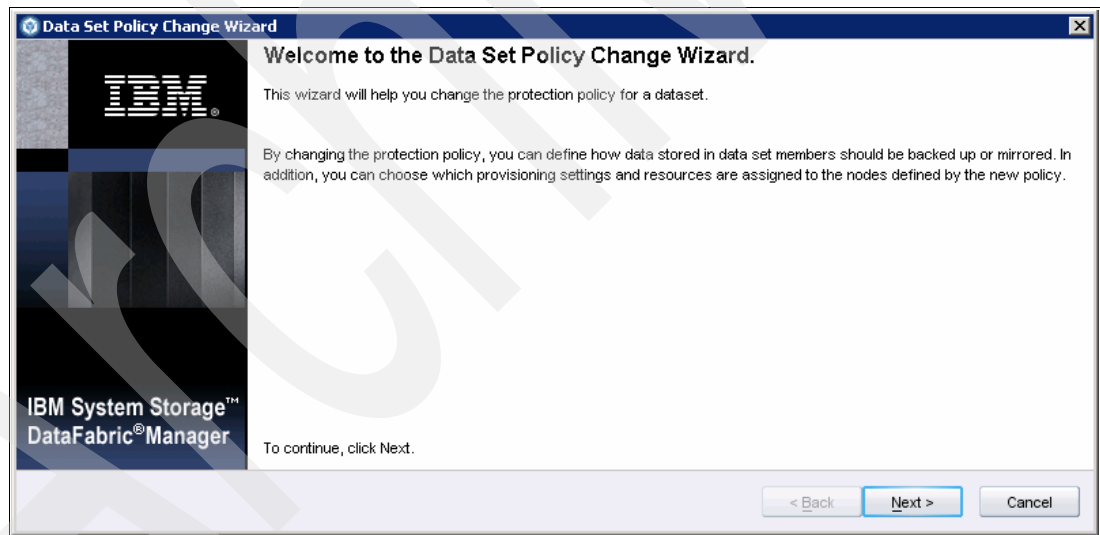 Data Set Policy Change Wizard
Welcome to the Data Set Policy Change Wizard.
This wizard will help you change the protection policy for a dataset.
By changing the protection policy, you can define how data stored in data set members should be backed up or mirrored. In
addition, you can choose which provisioning settings and resources are assigned to the nodes defined by the new policy.
IBM®
IBM System Storage™
DataFabric®Manager
To continue, click Next.
< Back
Next >
Cancel